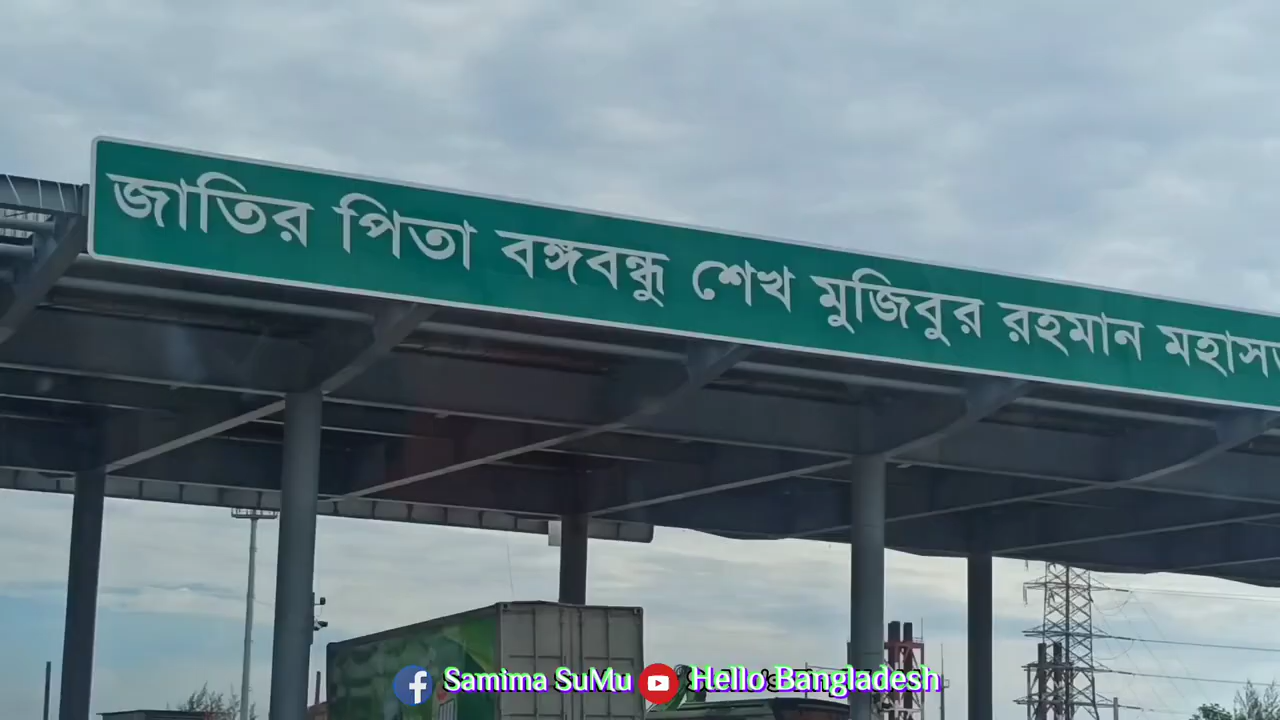 জাতির পিতা বঙ্গবন্ধু শেখ মুজিবুর রহমান
Samima SuMu Hello Bangladesh